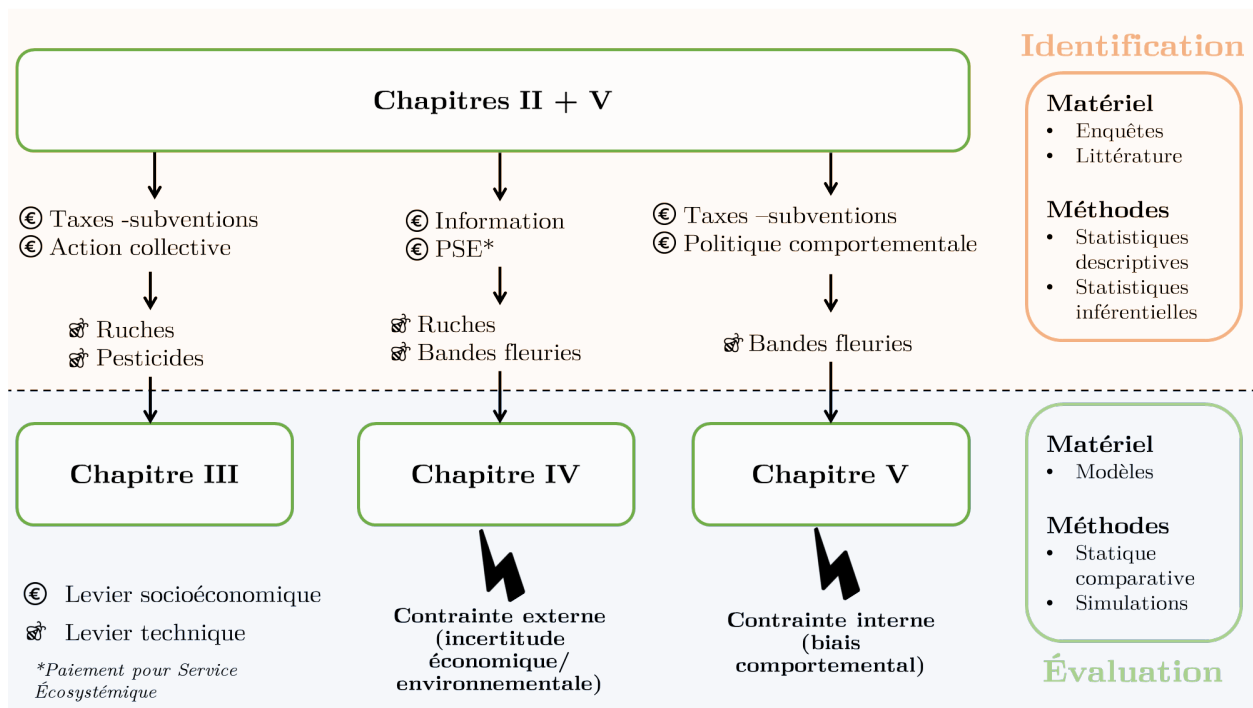 Identification
Chapitres II + V
Matériel
• Enquêtes
• Littérature
Méthodes
• Statistiques
descriptives
• Statistiques
inférentielles
€ Taxes -subventions
€ Action collective
€ Information
€ PSE*
€ Taxes –subventions
€ Politique comportementale
Ruches
Pesticides
Ruches
Bandes fleuries
Bandes fleuries
Chapitre III
Chapitre IV
Chapitre V
Matériel
• Modèles
Méthodes
• Statique
comparative
• Simulations
Évaluation
€ Levier socioéconomique
Levier technique
*Paiement pour Service
Écosystémique
Contrainte externe
(incertitude
économique/
environnementale)
Contrainte interne
(biais
comportemental)